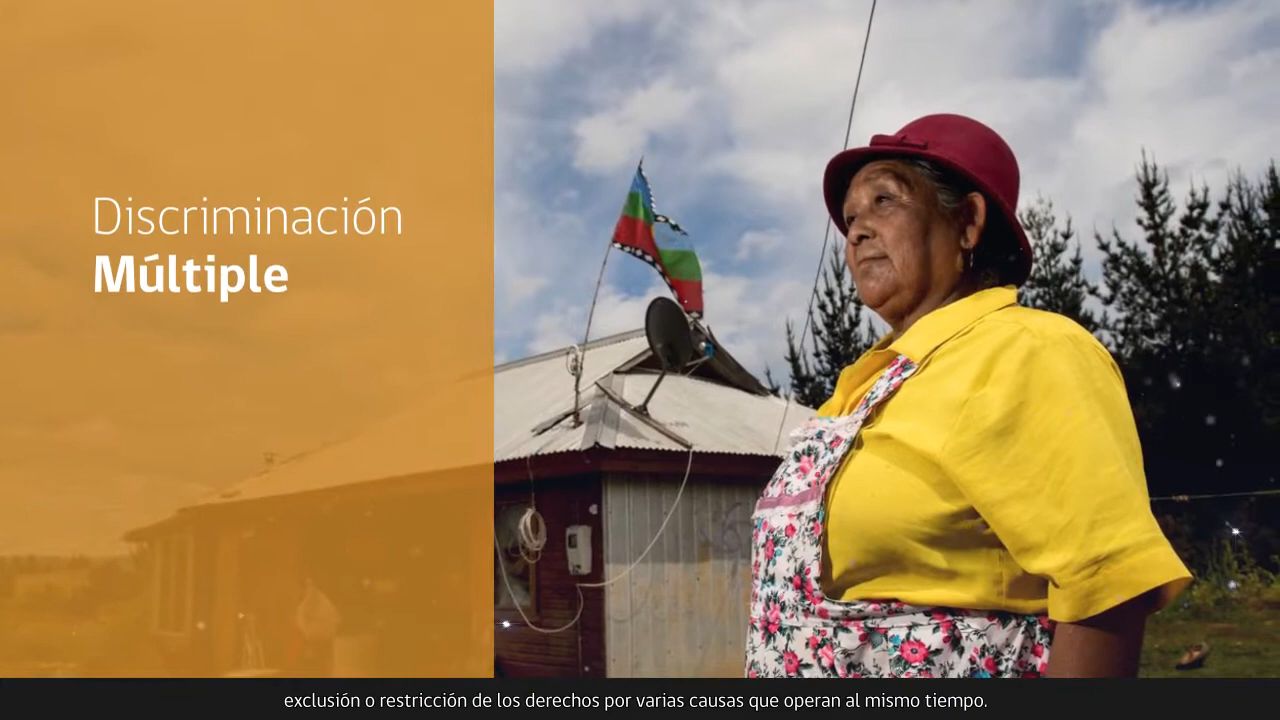 Discriminación
Múltiple
exclusión o restricción de los derechos por varias causas que operan al mismo tiempo.